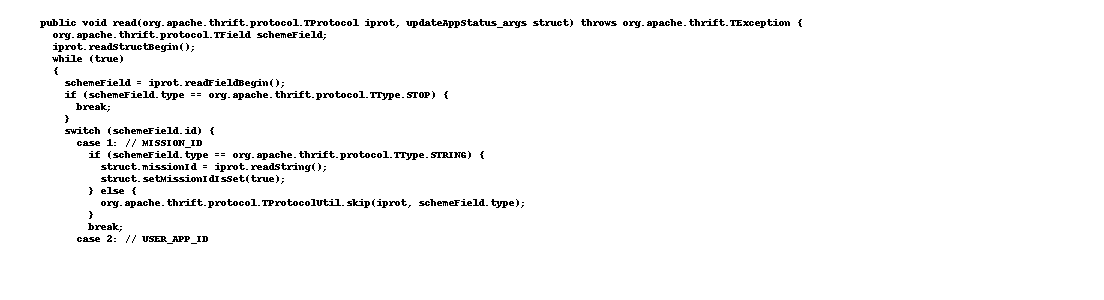 public void read(org.apache.thrift.protocol.TProtocol iprot, updateAppStatus_args struct) throws org.apache.thrift.TException {
org.apache.thrift.protocol.TField schemeField;
iprot.readStructBegin();
while (true)
{
schemeField = iprot.readFieldBegin();
if (schemeField.type == org.apache.thrift.protocol.TType.STOP) {
break;
}
switch (schemeField.id) {
case 1: // MISSION_ID
if (schemeField.type == org.apache.thrift.protocol.TType.STRING) {
struct.missionId = iprot.readString();
struct.setMissionIdIsSet(true);
} else {
org.apache.thrift.protocol.TProtocolUtil.skip(iprot, schemeField.type);
}
break;
case 2: // USER_APP_ID